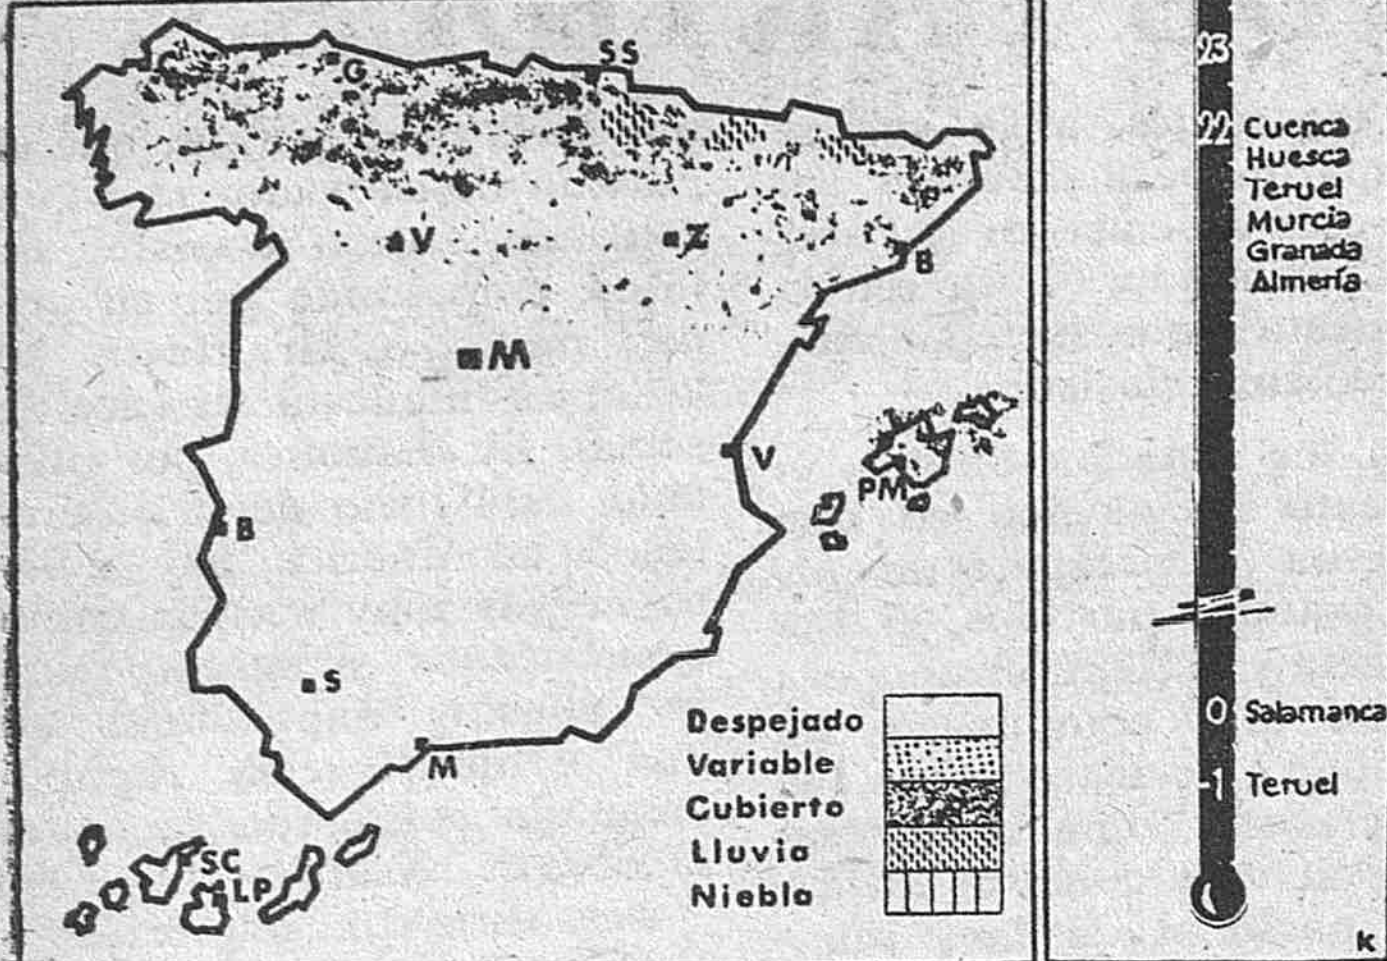 C
G
SS
V
Z
B
M
V
PM
B
S
M
SC
LP
Despejado
Variable
Cubierto
Lluvia
Niebla
23
22 Cuenca
Huesca
Teruel
Murcia
Granada
Almería
0 Salamanca
-1 Teruel
k